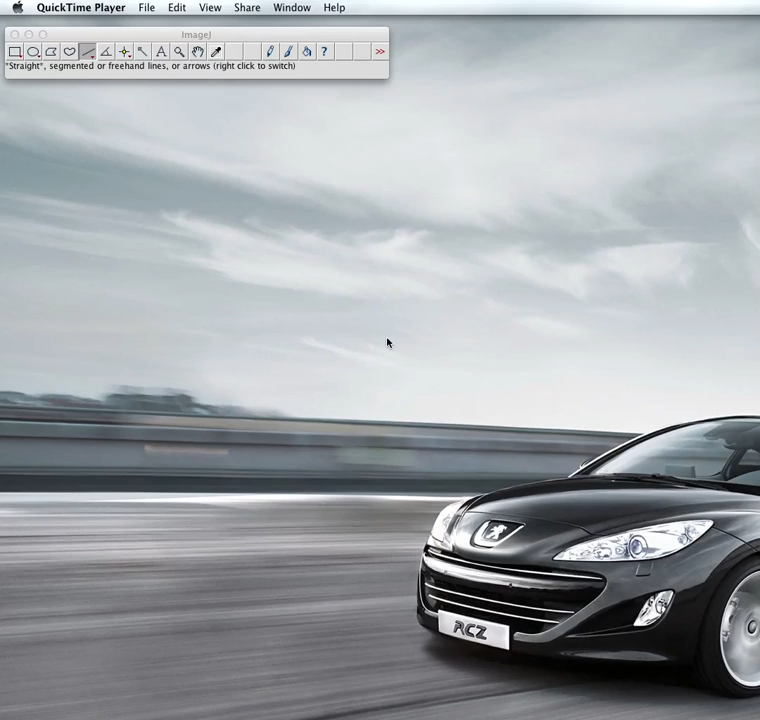 QuickTime Player File Edit View Share Window Help
ImageJ
A ? >>
"Straight", segmented or freehand lines, or arrows (right click to switch)
RCZ